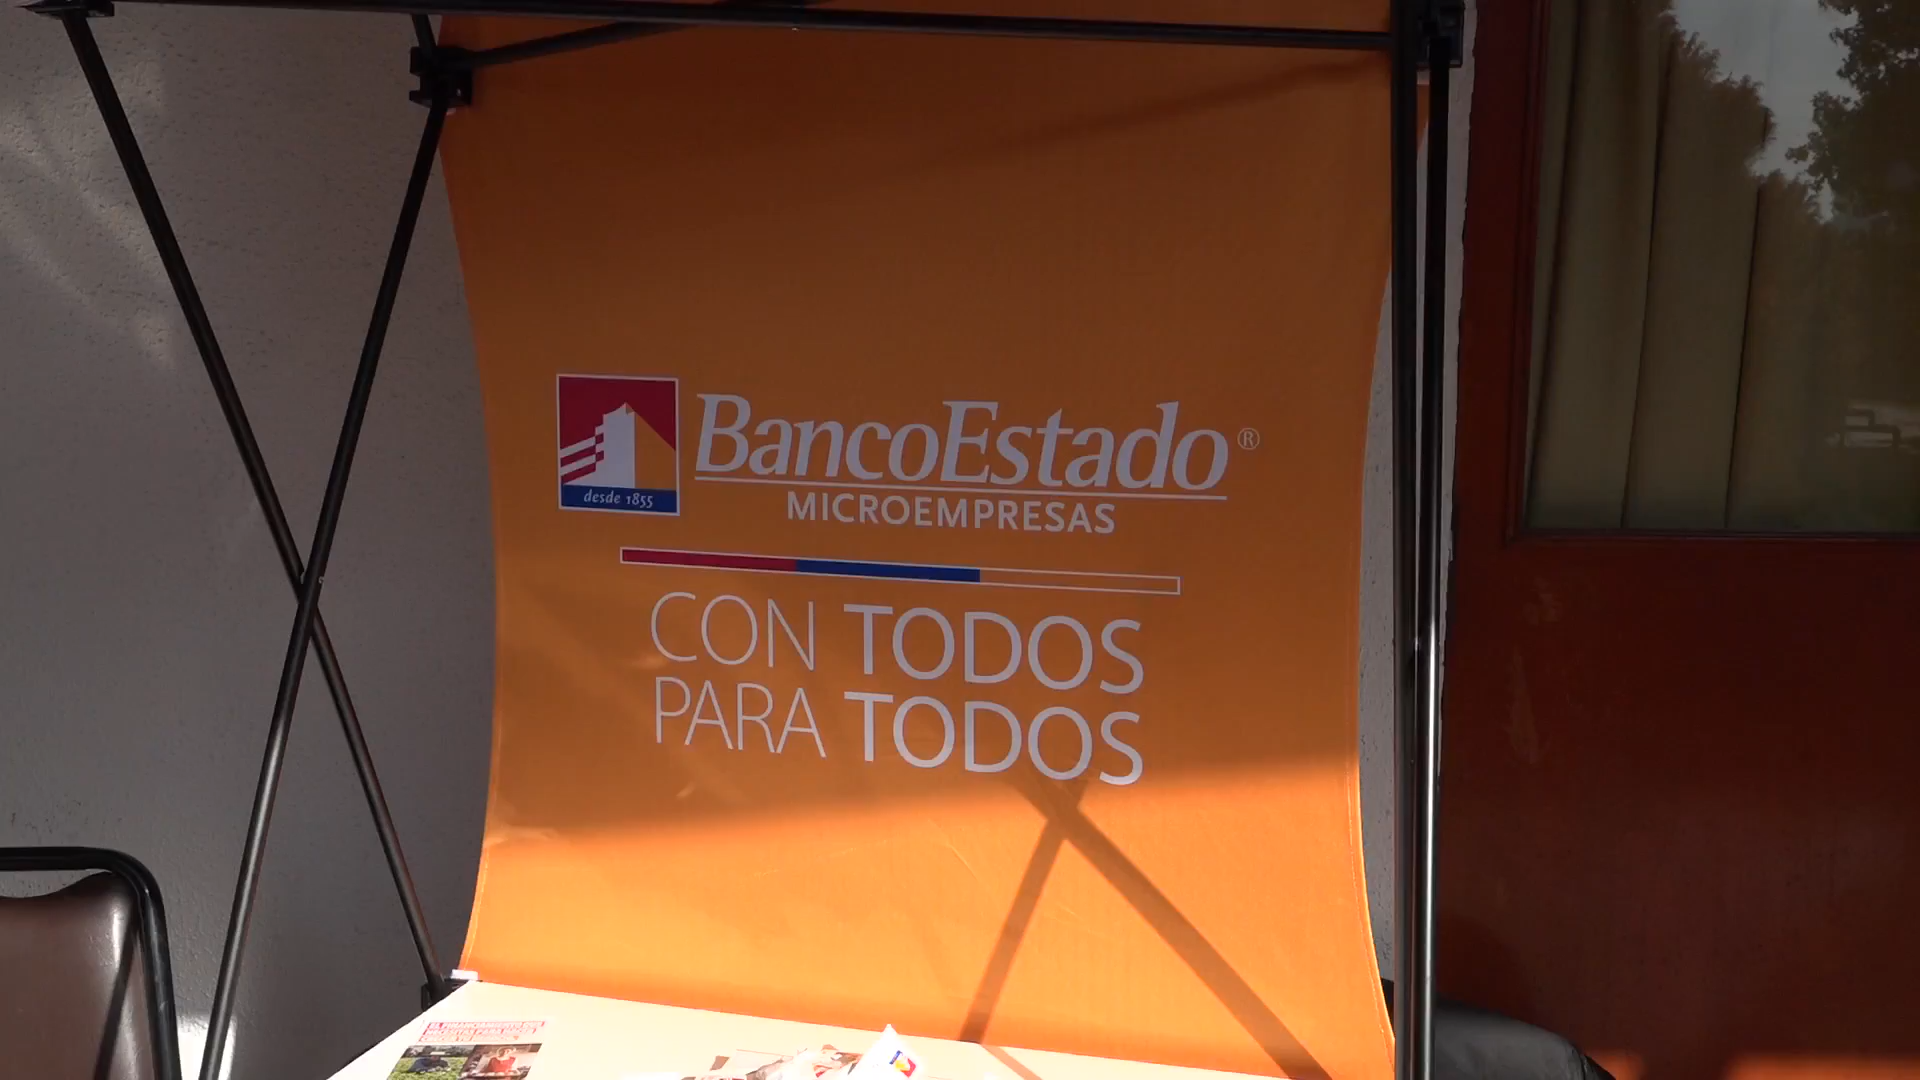 BancoEstado®
desde 1855
MICROEMPRESAS
CON TODOS
PARA TODOS